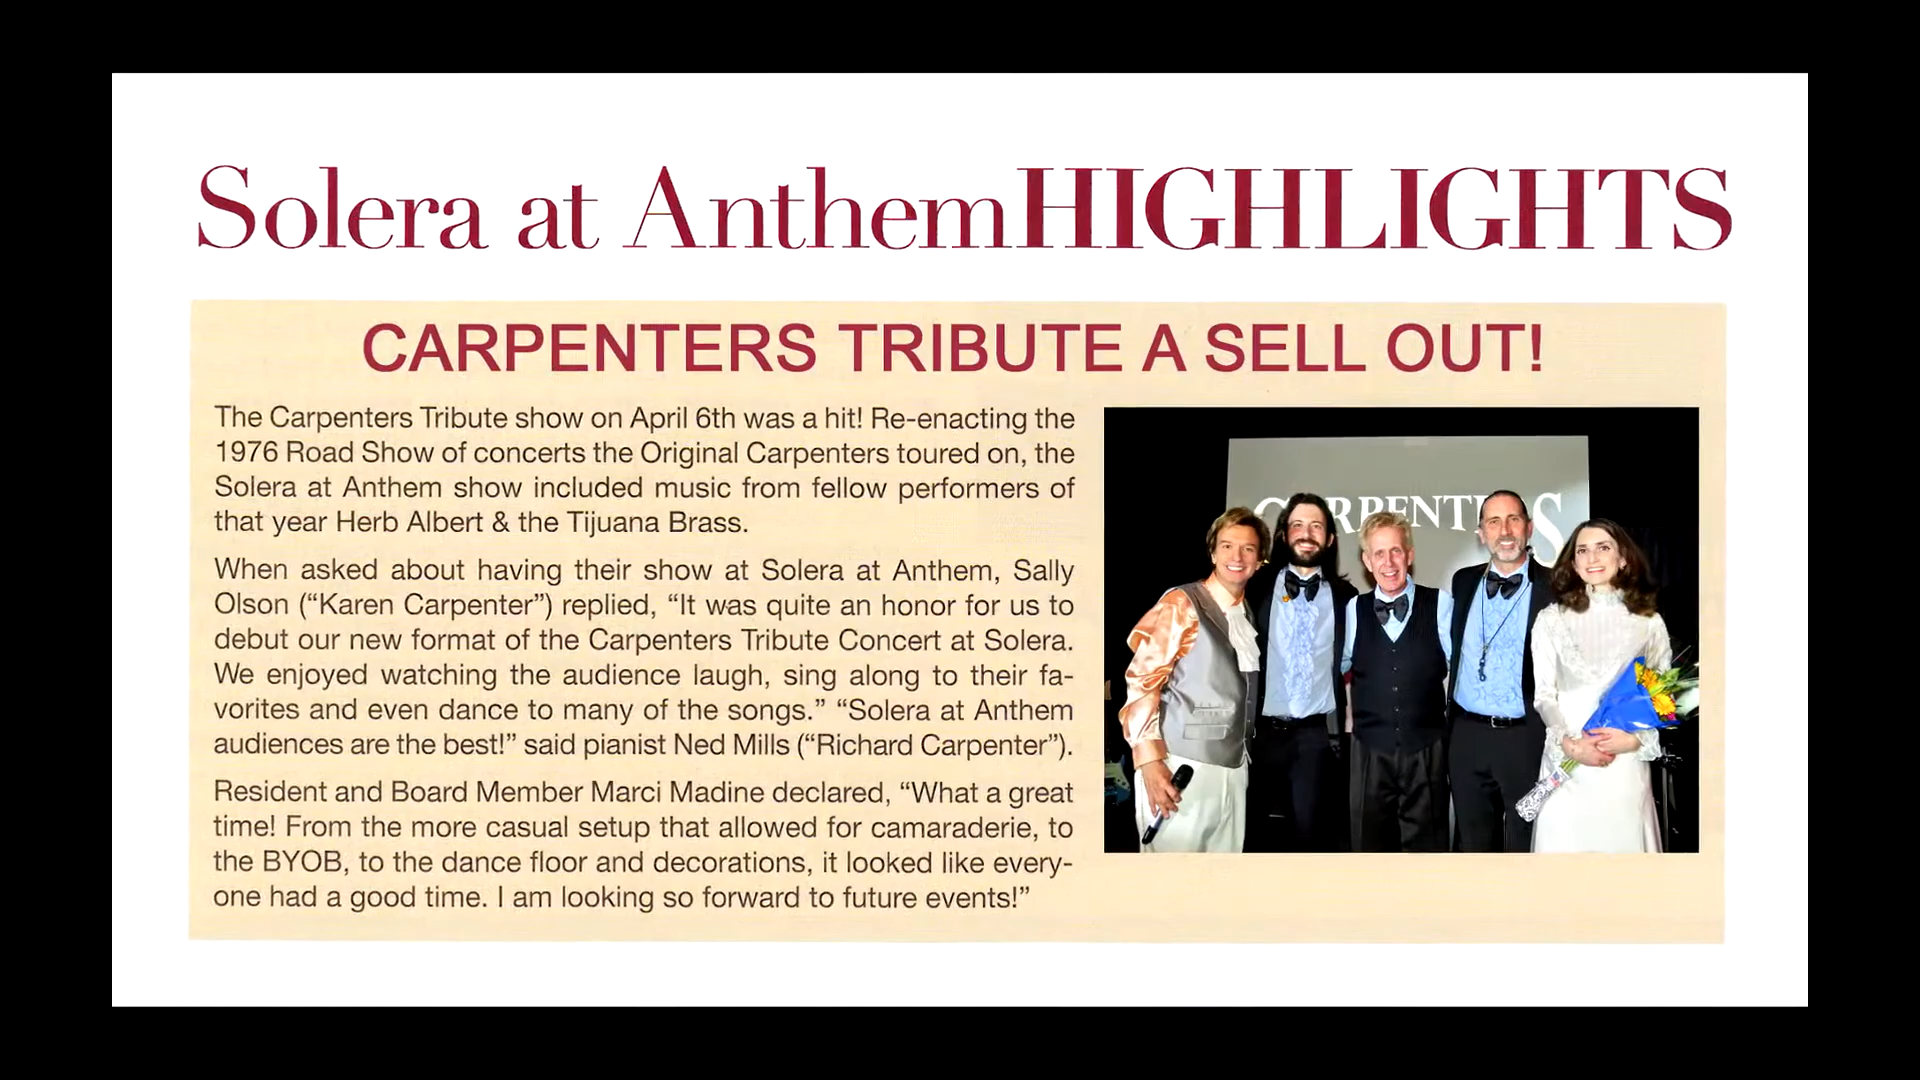 Solera at AnthemHIGHLIGHTS
CARPENTERS TRIBUTE A SELL OUT!
The Carpenters Tribute show on April 6th was a hit! Re-enacting the
1976 Road Show of concerts the Original Carpenters toured on, the
Solera at Anthem show included music from fellow performers of
that year Herb Albert & the Tijuana Brass.
When asked about having their show at Solera at Anthem, Sally
Olson (“Karen Carpenter”) replied, “It was quite an honor for us to
debut our new format of the Carpenters Tribute Concert at Solera.
We enjoyed watching the audience laugh, sing along to their fa-
vorites and even dance to many of the songs.” “Solera at Anthem
audiences are the best!” said pianist Ned Mills (“Richard Carpenter”).
Resident and Board Member Marci Madine declared, “What a great
time! From the more casual setup that allowed for camaraderie, to
the BYOB, to the dance floor and decorations, it looked like every-
one had a good time. I am looking so forward to future events!”
CARPENTERS